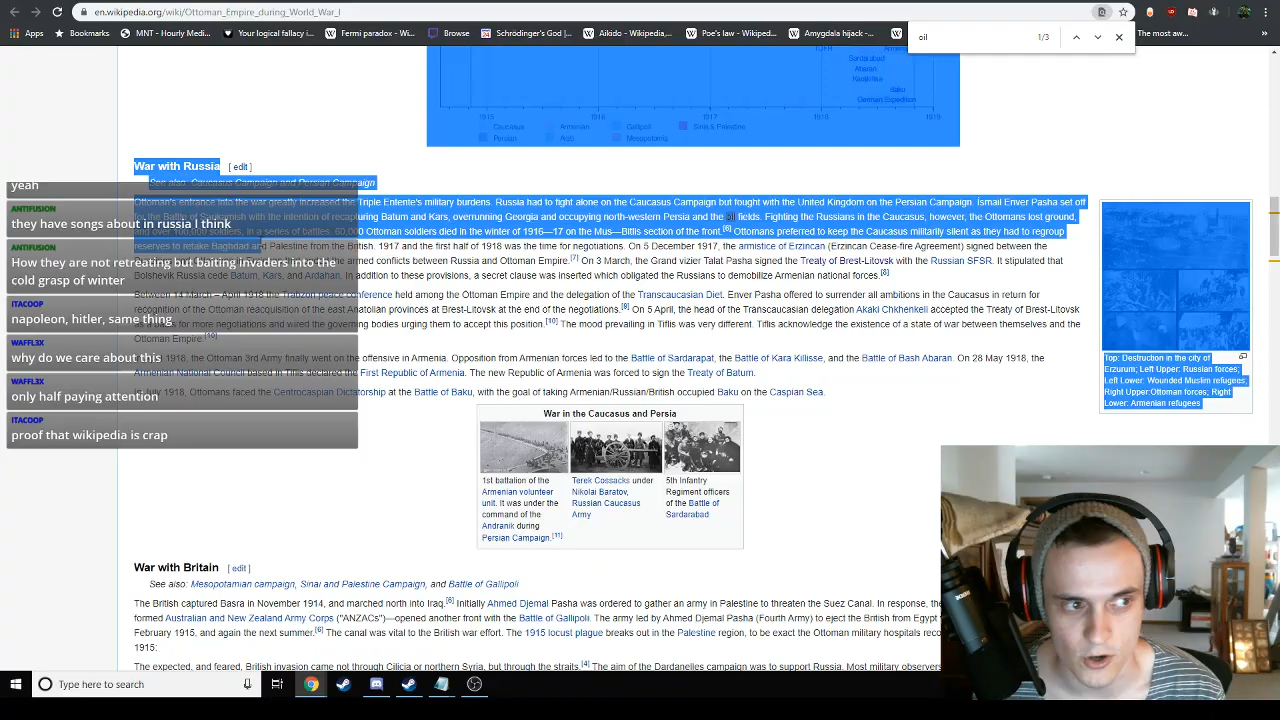 en.wikipedia.org/wiki/Ottoman_Empire_during_World_War_I
Apps
Bookmarks
MNT - Hourly Medi...
Your logical fallacy i...
Fermi paradox - Wi...
Browse
Schrödinger's God |...
Aikido - Wikipedia,...
Poe's law - Wikiped...
Amygdala hijack -...
The most aw...
oil
1/3
Sardarabad
Abaran
Karakilisa
Baku
German Expedition
1915
1916
1917
1918
1919
Caucasus
Armenian
Gallipoli
Sinai & Palestine
Persian
Arab
Mesopotamia
War with Russia [ edit ]
See also: Caucasus Campaign and Persian Campaign
Ottoman's entrance into the war greatly increased the Triple Entente's military burdens. Russia had to fight alone on the Caucasus Campaign but fought with the United Kingdom on the Persian Campaign. İsmail Enver Pasha set off
for the Battle of Sarikamish with the intention of recapturing Batum and Kars, overrunning Georgia and occupying north-western Persia and the oil fields. Fighting the Russians in the Caucasus, however, the Ottomans lost ground,
and over 100,000 soldiers, in a series of battles. 60,000 Ottoman soldiers died in the winter of 1916—17 on the Mus—Bitlis section of the front.[6] Ottomans preferred to keep the Caucasus militarily silent as they had to regroup
reserves to retake Baghdad and Palestine from the British. 1917 and the first half of 1918 was the time for negotiations. On 5 December 1917, the armistice of Erzincan (Erzincan Cease-fire Agreement) signed between the
the armed conflicts between Russia and Ottoman Empire.[7] On 3 March, the Grand vizier Talat Pasha signed the Treaty of Brest-Litovsk with the Russian SFSR. It stipulated that
Bolshevik Russia cede Batum, Kars, and Ardahan. In addition to these provisions, a secret clause was inserted which obligated the Russians to demobilize Armenian national forces.[8]
Between 14 March – April 1918 the Trabzon peace conference held among the Ottoman Empire and the delegation of the Transcaucasian Diet. Enver Pasha offered to surrender all ambitions in the Caucasus in return for
recognition of the Ottoman reacquisition of the east Anatolian provinces at Brest-Litovsk at the end of the negotiations.[9] On 5 April, the head of the Transcaucasian delegation Akaki Chkhenkeli accepted the Treaty of Brest-Litovsk
as a basis for more negotiations and wired the governing bodies urging them to accept this position.[10] The mood prevailing in Tiflis was very different. Tiflis acknowledge the existence of a state of war between themselves and the
Ottoman Empire.[10]
1918, the Ottoman 3rd Army finally went on the offensive in Armenia. Opposition from Armenian forces led to the Battle of Sardarapat, the Battle of Kara Killisse, and the Battle of Bash Abaran. On 28 May 1918, the
Armenian National Council based in Tiflis declared the First Republic of Armenia. The new Republic of Armenia was forced to sign the Treaty of Batum.
In July 1918, Ottomans faced the Centrocaspian Dictatorship at the Battle of Baku, with the goal of taking Armenian/Russian/British occupied Baku on the Caspian Sea.
Top: Destruction in the city of
Erzurum; Left Upper: Russian forces;
Left Lower: Wounded Muslim refugees;
Right Upper:Ottoman forces; Right
Lower: Armenian refugees
yeah
ANTIFUSION
they have songs about in russia I think
ANTIFUSION
How they are not retreating but baiting invaders into the
cold grasp of winter
ITACOOP
napoleon, hitler, same thing
WAFFL3X
why do we care about this
WAFFL3X
only half paying attention
ITACOOP
proof that wikipedia is crap
War in the Caucasus and Persia
1st battalion of the
Armenian volunteer
unit. It was under the
command of the
Andranik during
Persian Campaign.[11]
Terek Cossacks under
Nikolai Baratov,
Russian Caucasus
Army
5th Infantry
Regiment officers
of the Battle of
Sardarabad
War with Britain [ edit ]
See also: Mesopotamian campaign, Sinai and Palestine Campaign, and Battle of Gallipoli
The British captured Basra in November 1914, and marched north into Iraq.[6] Initially Ahmed Djemal Pasha was ordered to gather an army in Palestine to threaten the Suez Canal. In response, the
formed Australian and New Zealand Army Corps ("ANZACs")—opened another front with the Battle of Gallipoli. The army led by Ahmed Djemal Pasha (Fourth Army) to eject the British from Egypt
February 1915, and again the next summer.[6] The canal was vital to the British war effort. The 1915 locust plague breaks out in the Palestine region, to be exact the Ottoman military hospitals
1915:
The expected, and feared, British invasion came not through Cilicia or northern Syria, but through the straits.[4] The aim of the Dardanelles campaign was to support Russia. Most military
Type here to search